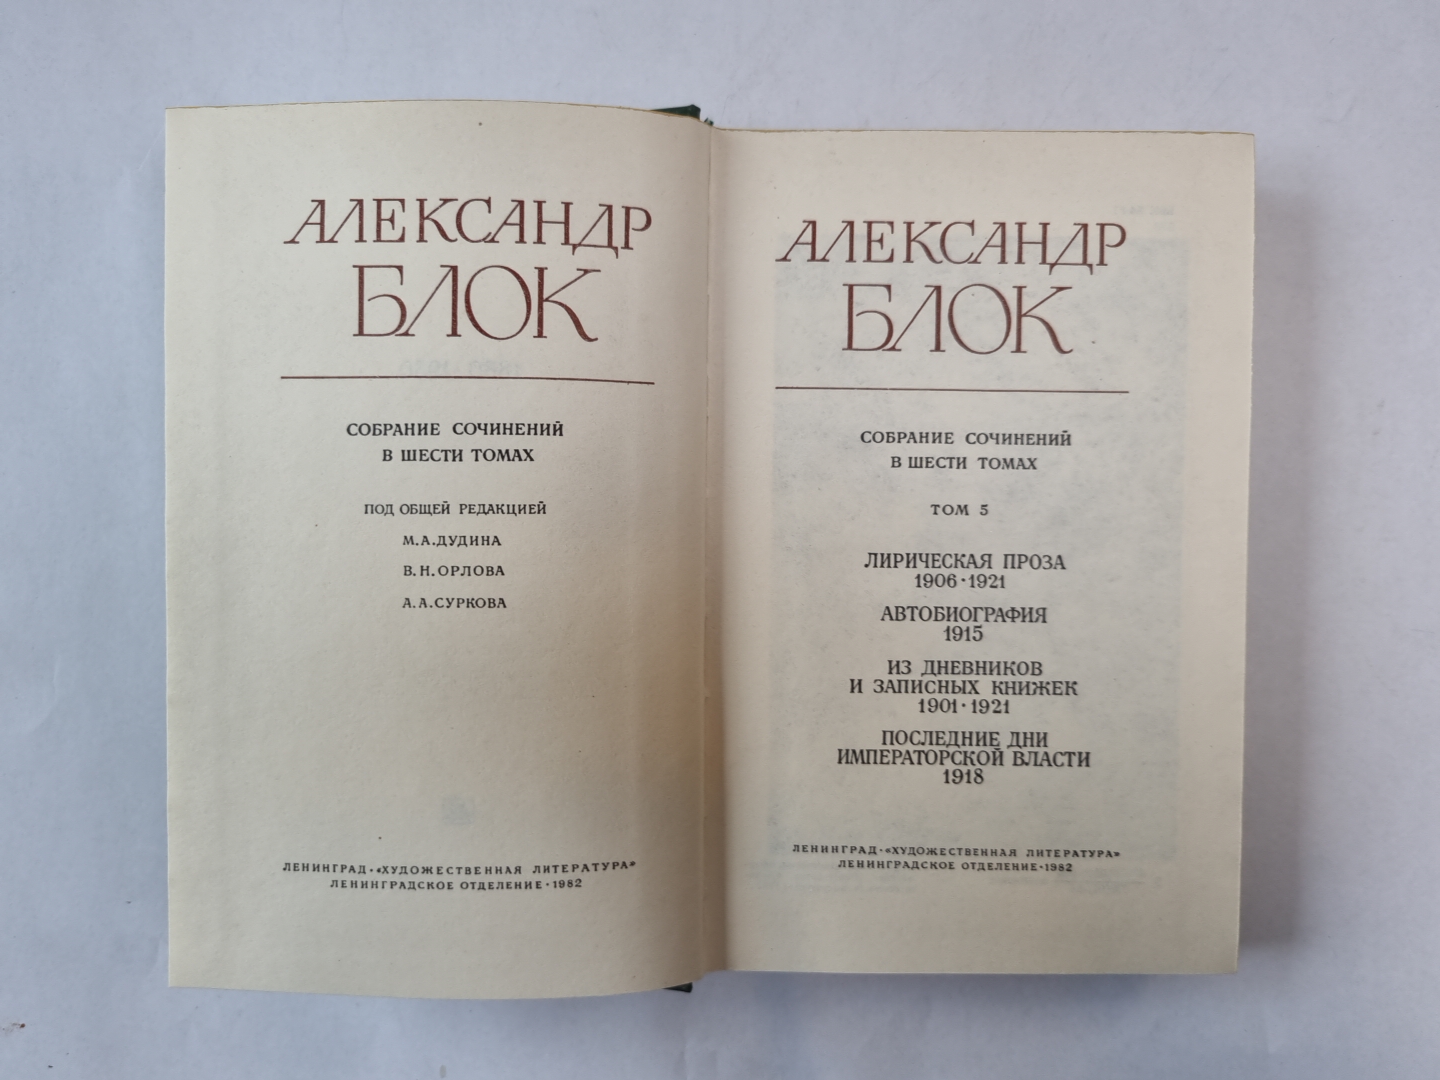 АЛЕКСАНДР
БЛОК
СОБРАНИЕ СОЧИНЕНИЙ
В ШЕСТИ ТОМАХ
ПОД ОБЩЕЙ РЕДАКЦИЕЙ
М.А.ДУДИНА
В.Н.ОРЛОВА
А.А.СУРКОВА
ЛЕНИНГРАД·«ХУДОЖЕСТВЕННАЯ ЛИТЕРАТУРА»
ЛЕНИНГРАДСКОЕ ОТДЕЛЕНИЕ·1982
АЛЕКСАНДР
БЛОК
СОБРАНИЕ СОЧИНЕНИЙ
В ШЕСТИ ТОМАХ
ТОМ 5
ЛИРИЧЕСКАЯ ПРОЗА
1906·1921
АВТОБИОГРАФИЯ
1915
ИЗ ДНЕВНИКОВ
И ЗАПИСНЫХ КНИЖЕК
1901·1921
ПОСЛЕДНИЕ ДНИ
ИМПЕРАТОРСКОЙ ВЛАСТИ
1918
ЛЕНИНГРАД·«ХУДОЖЕСТВЕННАЯ ЛИТЕРАТУРА»
ЛЕНИНГРАДСКОЕ ОТДЕЛЕНИЕ·1982